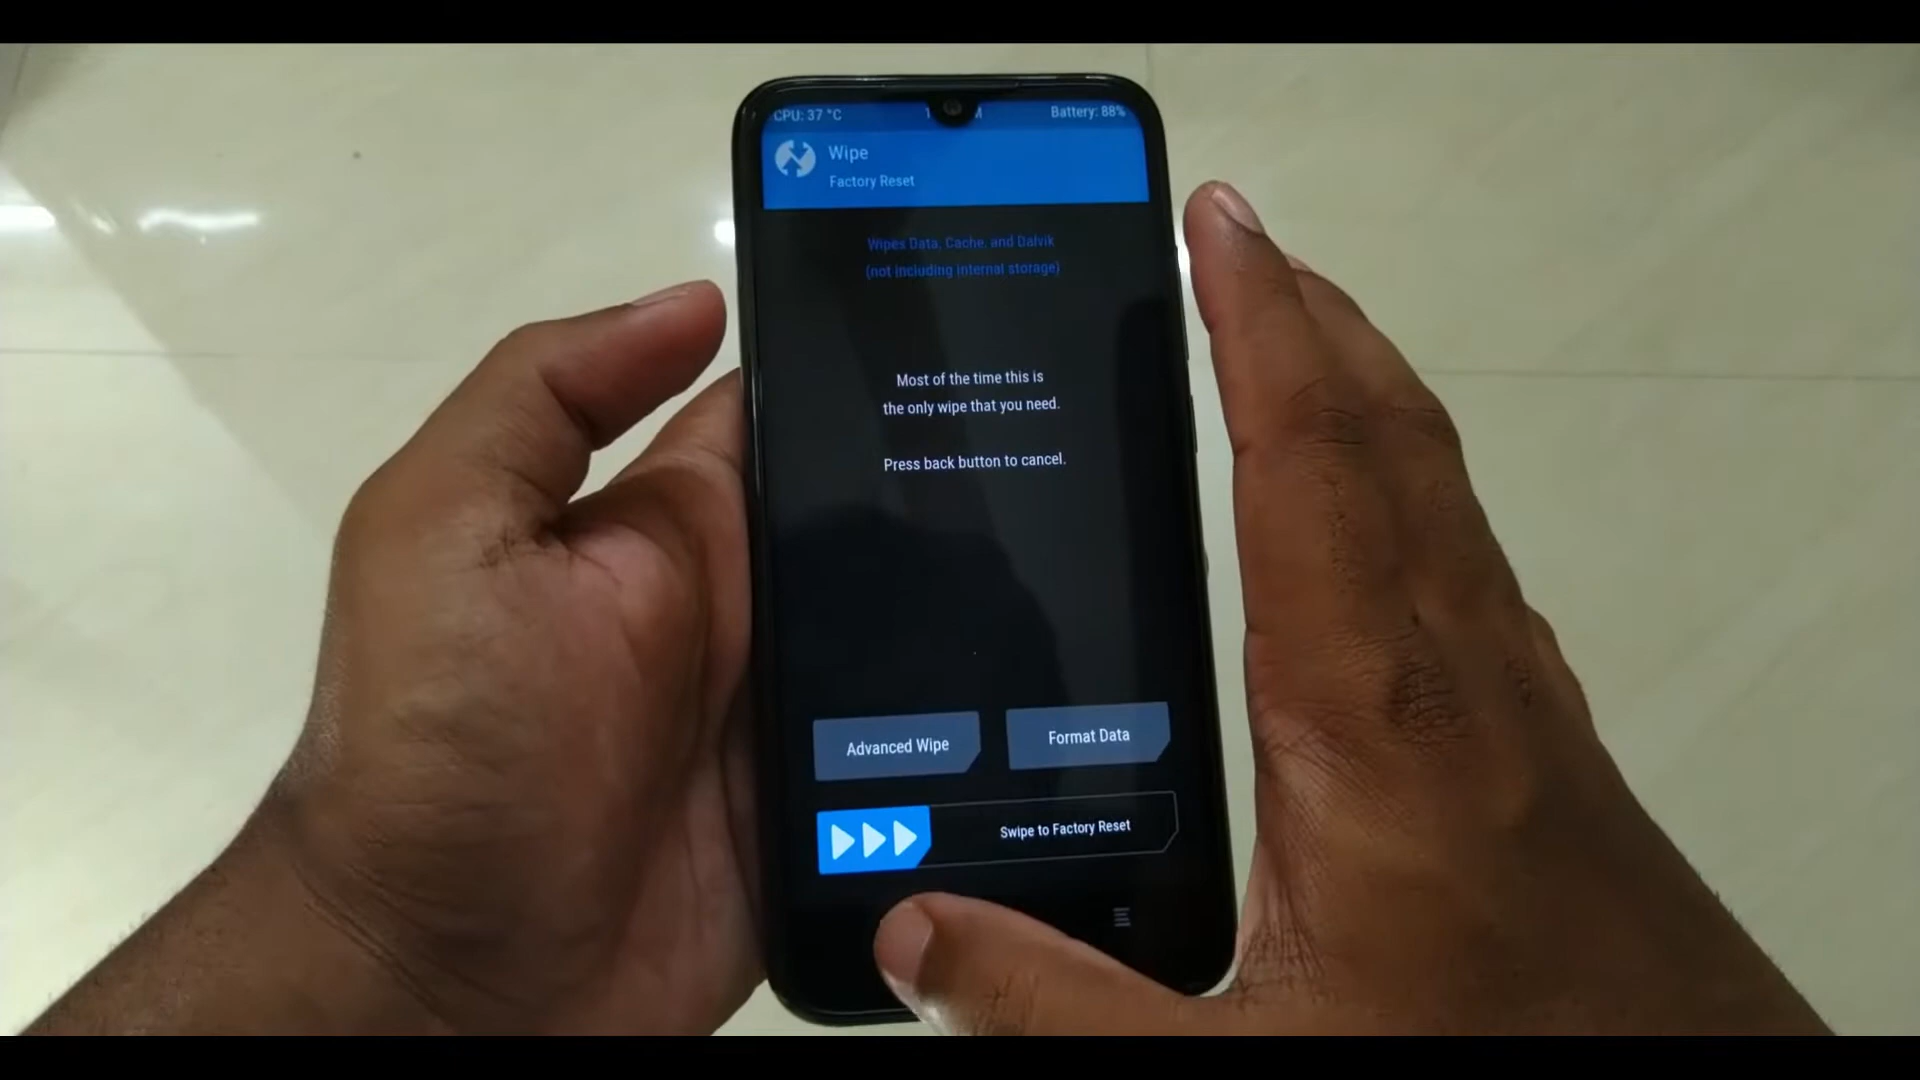 CPU: 37 °C
Battery: 88%
Wipe
Factory Reset
Wipes Data, Cache, and Dalvik
(not including internal storage)
Most of the time this is
the only wipe that you need.
Press back button to cancel.
Advanced Wipe
Format Data
Swipe to Factory Reset